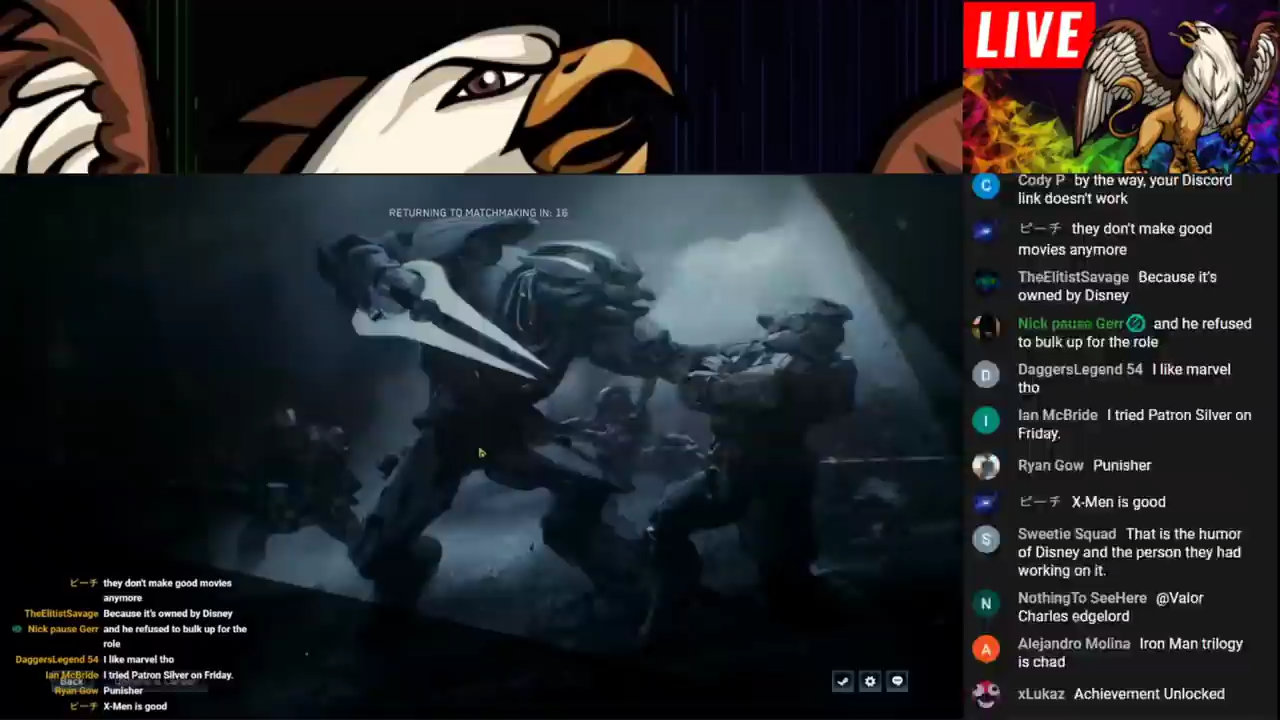 LIVE
RETURNING TO MATCHMAKING IN: 16
C
Cody P by the way, your Discord
link doesn't work
ピーチ they don't make good
movies anymore
TheElitistSavage Because it's
owned by Disney
Nick pause Gerr and he refused
to bulk up for the role
D
DaggersLegend 54 I like marvel
tho
I
Ian McBride I tried Patron Silver on
Friday.
Ryan Gow Punisher
ピーチ X-Men is good
S
Sweetie Squad That is the humor
of Disney and the person they had
working on it.
N
NothingTo SeeHere @Valor
Charles edgelord
A
Alejandro Molina Iron Man trilogy
is chad
xLukaz Achievement Unlocked
ピーチ they don't make good movies
anymore
TheElitistSavage Because it's owned by Disney
Nick pause Gerr and he refused to bulk up for the
role
DaggersLegend 54 I like marvel tho
Ian McBride I tried Patron Silver on Friday.
Back
Ryan Gow Punisher
ピーチ X-Men is good